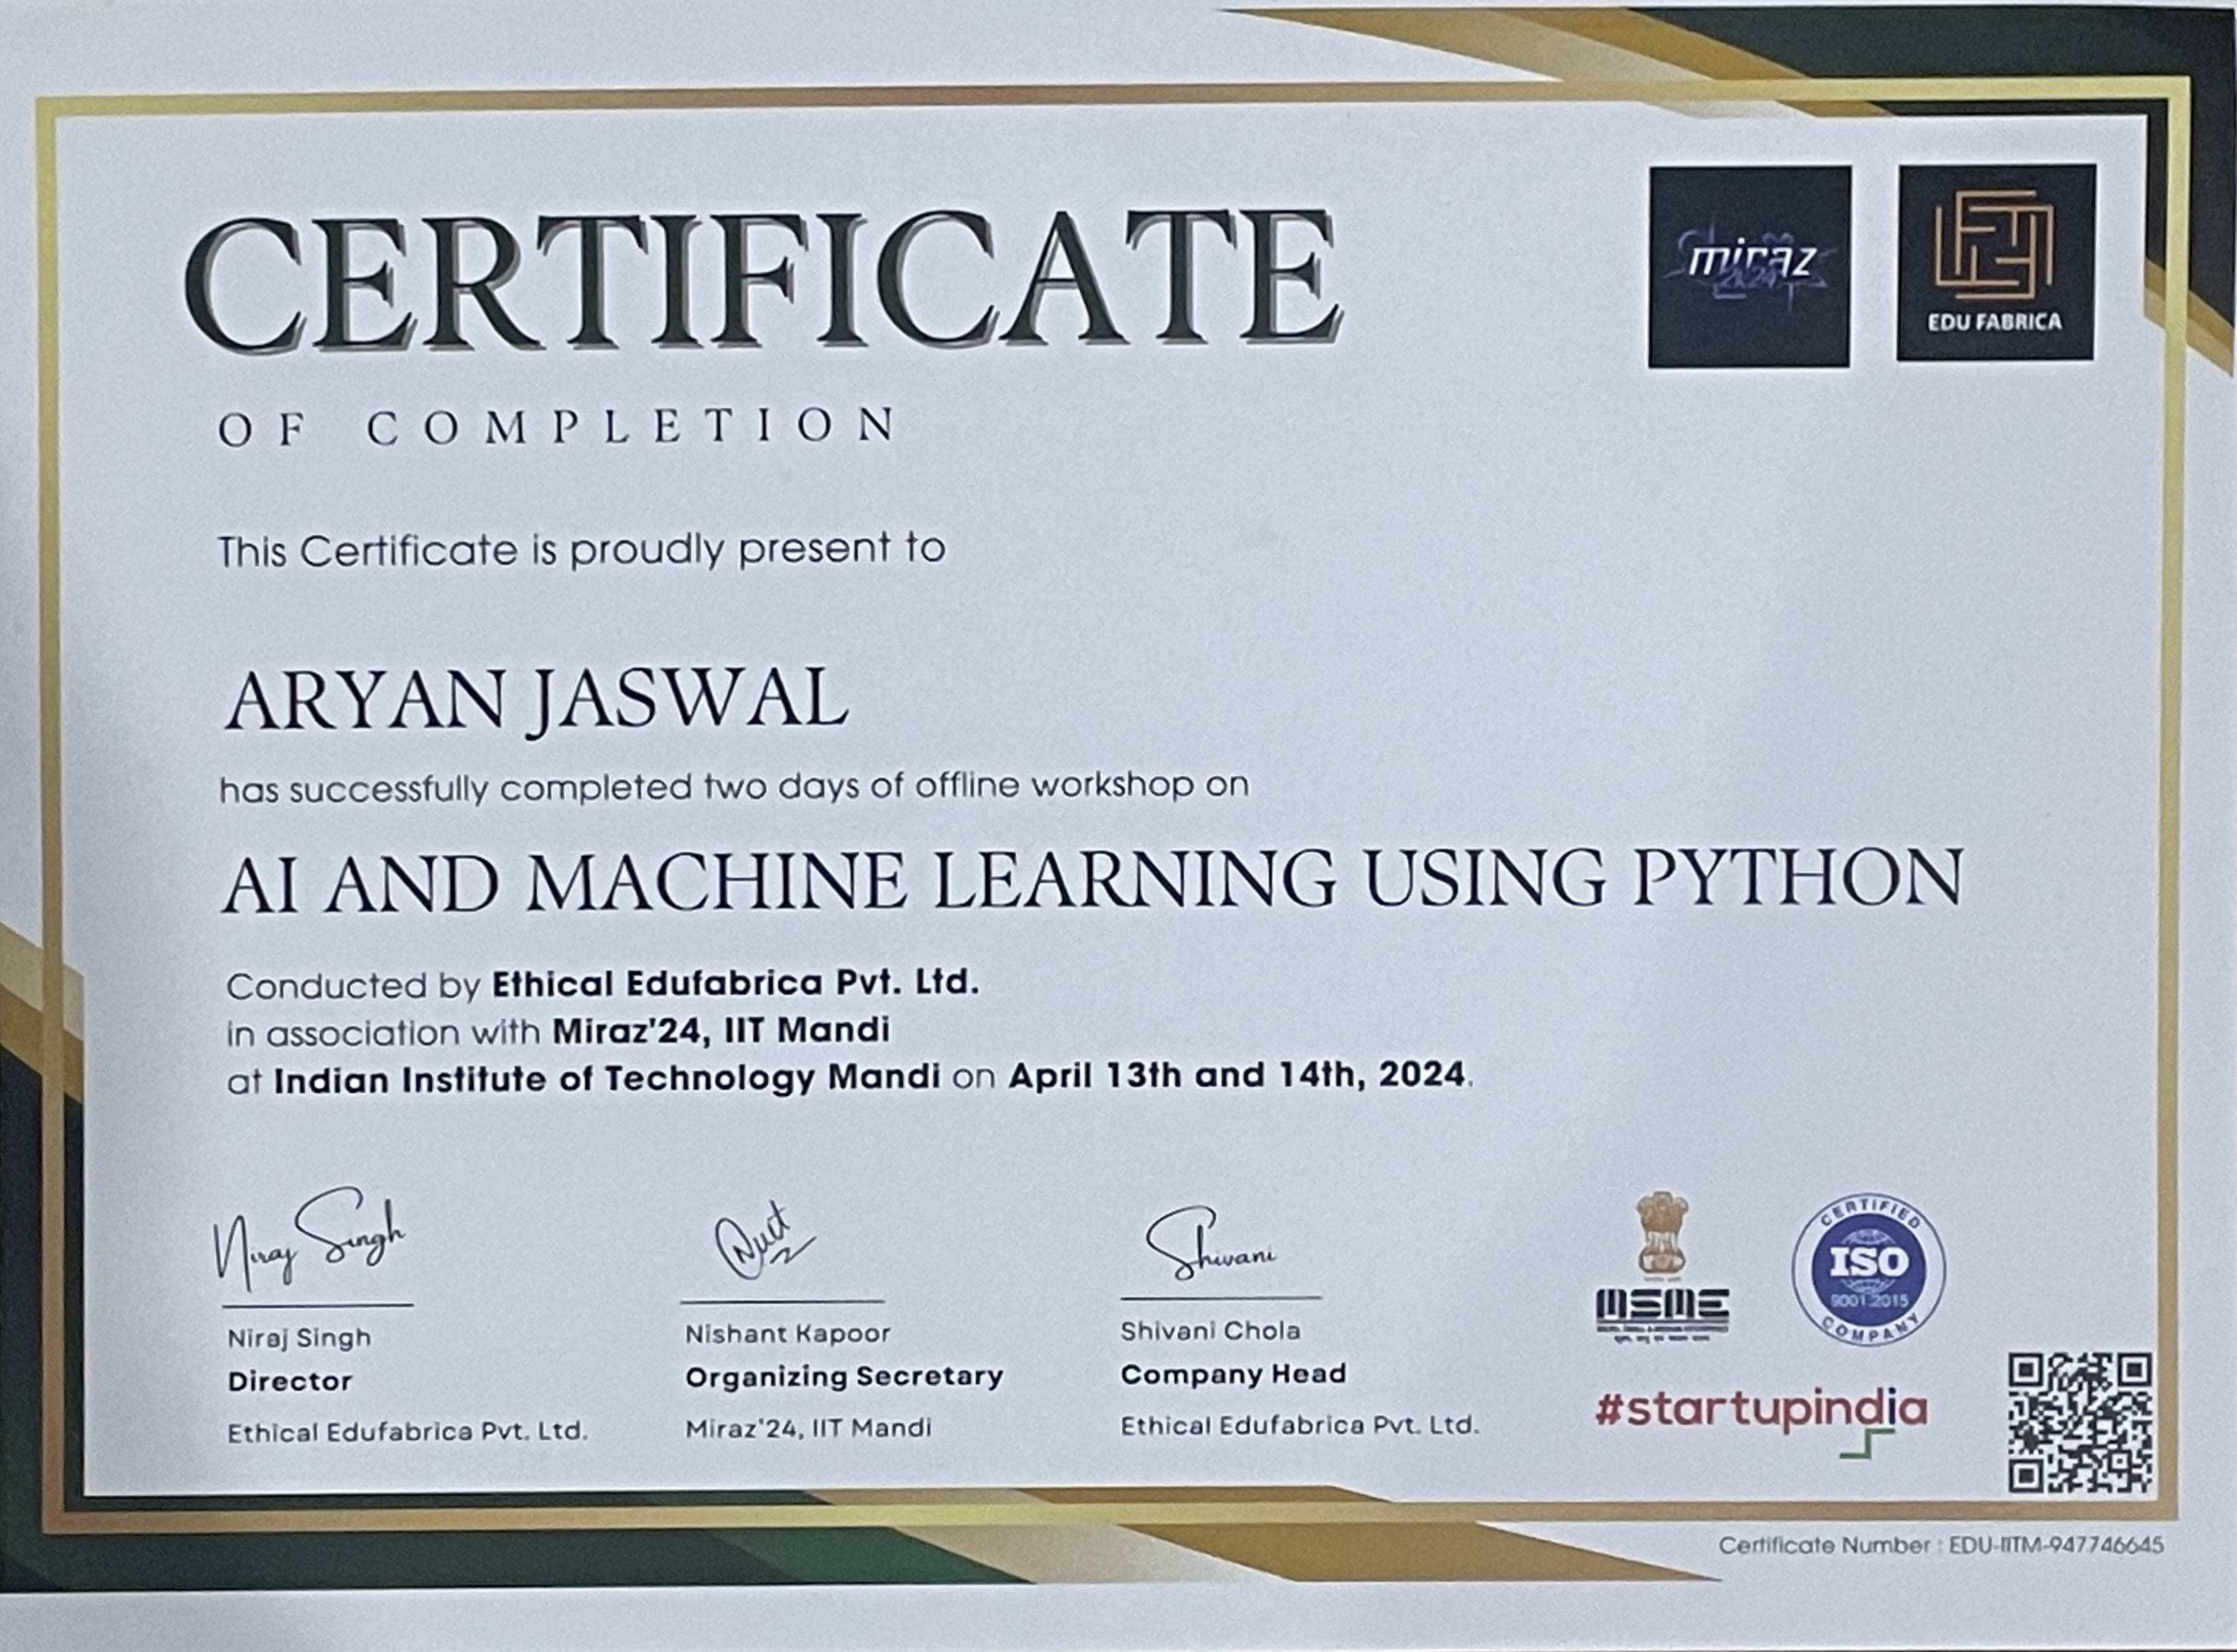 CERTIFICATE
OF COMPLETION
miraz
2k24
EDU FABRICA
This Certificate is proudly present to
ARYAN JASWAL
has successfully completed two days of offline workshop on
AI AND MACHINE LEARNING USING PYTHON
Conducted by Ethical Edufabrica Pvt. Ltd.
in association with Miraz'24, IIT Mandi
at Indian Institute of Technology Mandi on April 13th and 14th, 2024.
Niraj Singh
Niraj Singh
Director
Ethical Edufabrica Pvt. Ltd.
Nishant Kapoor
Organizing Secretary
Miraz'24, IIT Mandi
Shivani
Shivani Chola
Company Head
Ethical Edufabrica Pvt. Ltd.
MSME
CERTIFIED
ISO
9001:2015
COMPANY
#startupindia
Certificate Number : EDU-IITM-947746645